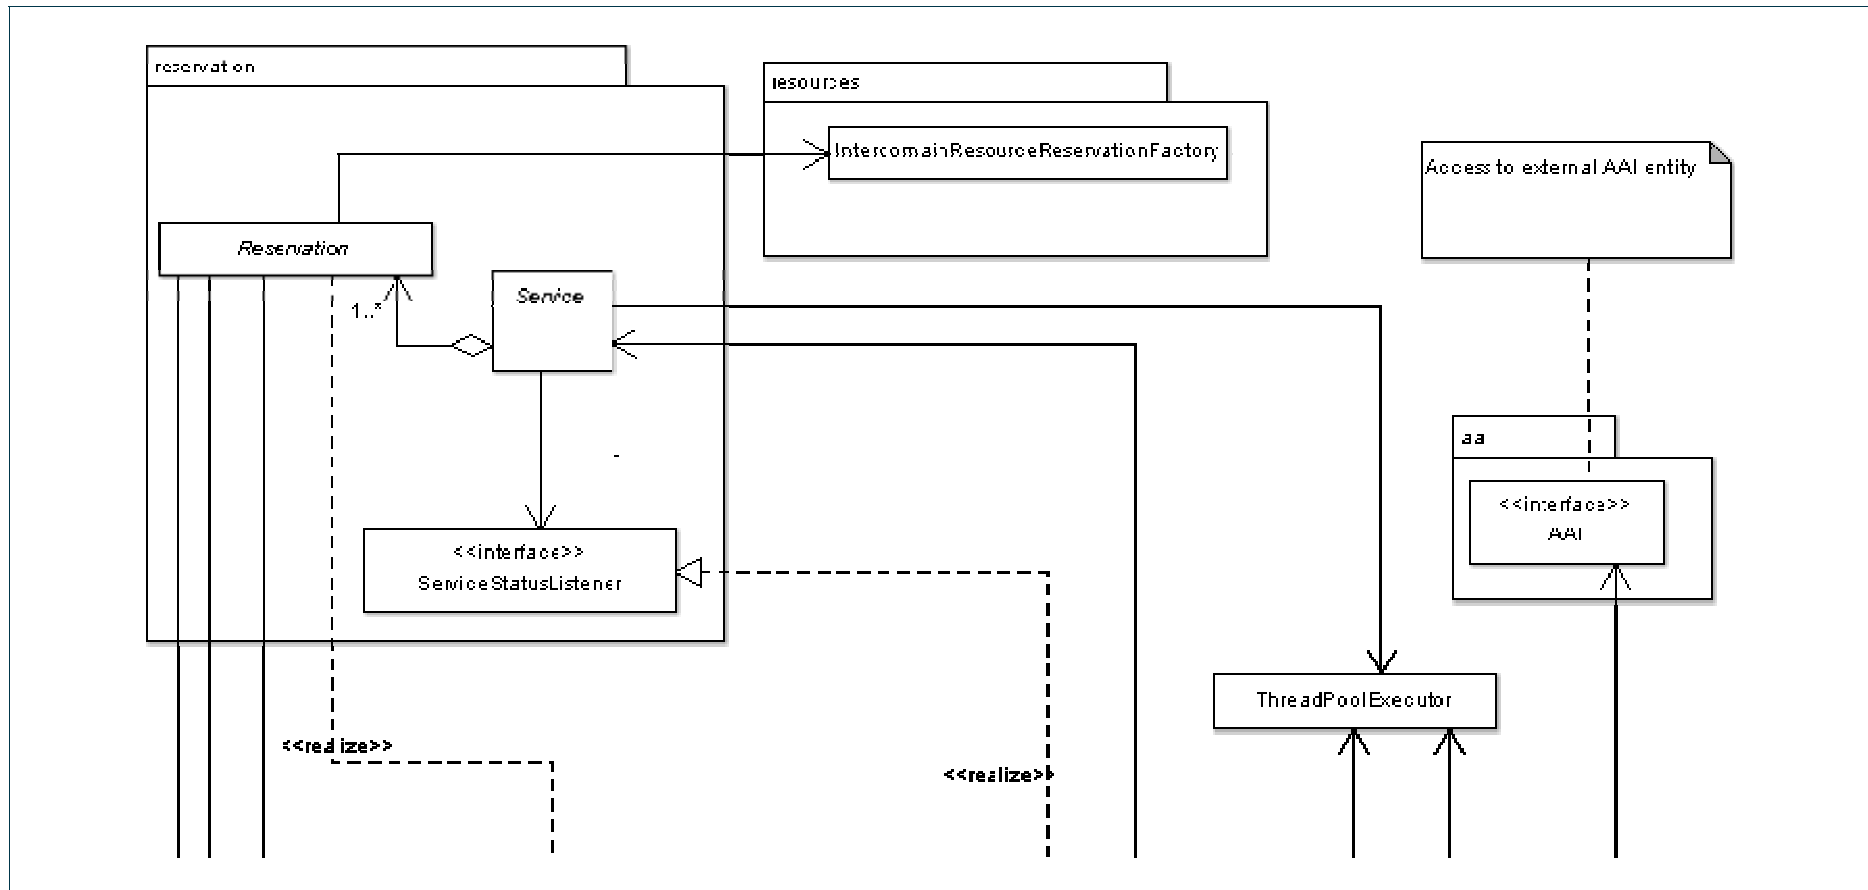 reservation
resources
IntercomainResourceReservationFactory
Access to external AAI entity
Reservation
Service
1..*
aa
<<interface>>
AAI
<<interface>>
ServiceStatusListener
ThreadPoolExecutor
<<realize>>
<<realize>>